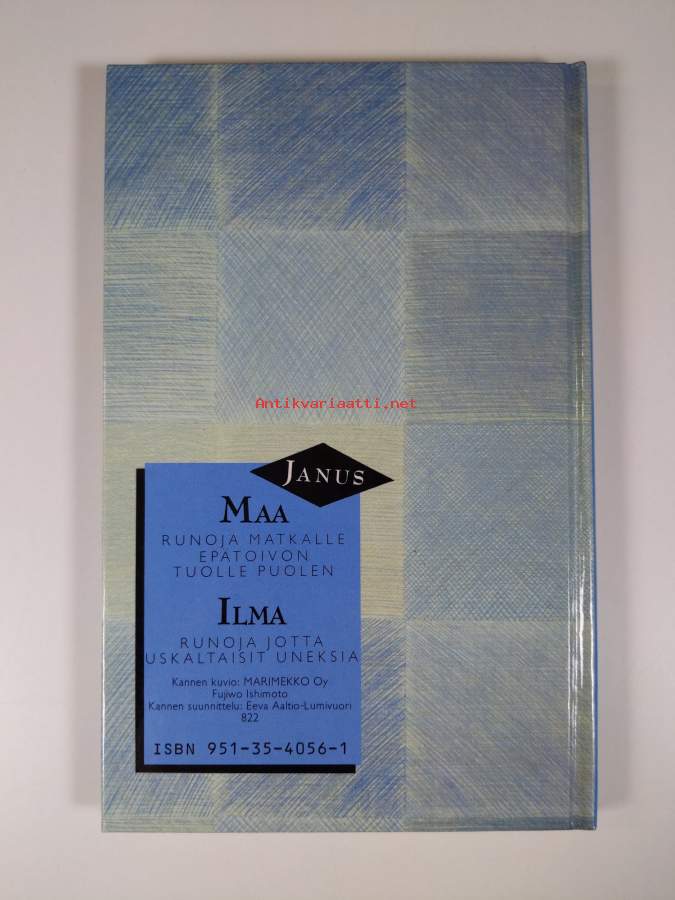 Antikvariaatti.net
JANUS
MAA
RUNOJA MATKALLE
EPÄTOIVON
TUOLLE PUOLEN
ILMA
RUNOJA JOTTA
USKALTAISIT UNEKSIA
Kannen kuvio: MARIMEKKO Oy
Fujiwo Ishimoto
Kannen suunnittelu: Eeva Aaltio-Lumivuori
822
ISBN 951-35-4056-1